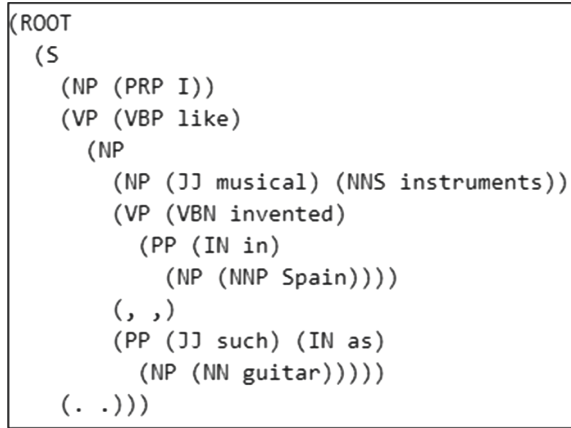 (ROOT
  (S
    (NP (PRP I))
    (VP (VBP like)
      (NP
        (NP (JJ musical) (NNS instruments))
        (VP (VBN invented)
          (PP (IN in)
            (NP (NNP Spain))))
        (, ,)
        (PP (JJ such) (IN as)
          (NP (NN guitar)))))
    (. .)))